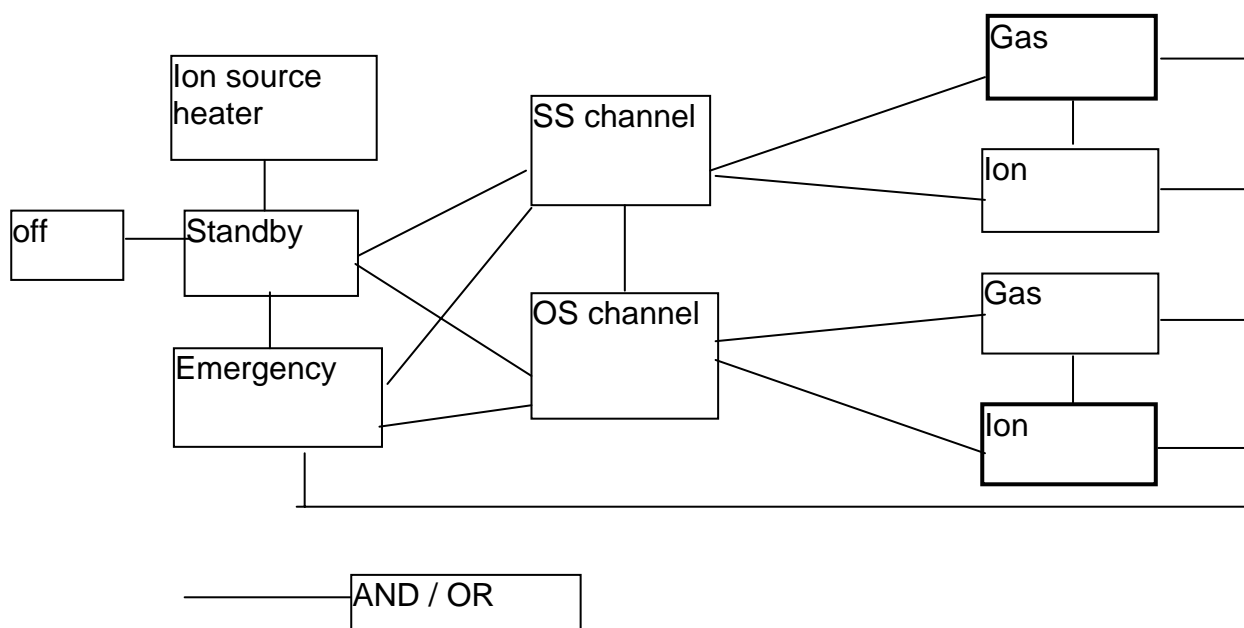 Gas
Ion source
heater
SS channel
Ion
off
Standby
Gas
OS channel
Emergency
Ion
AND / OR